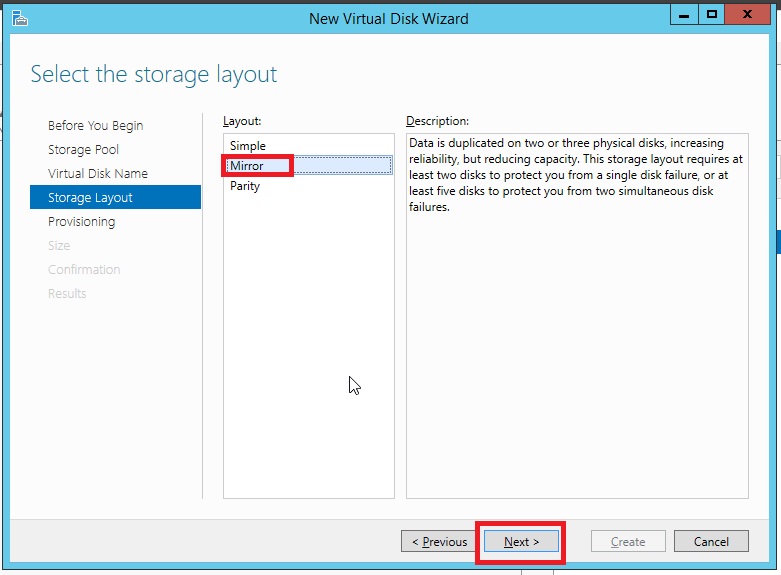 New Virtual Disk Wizard
Select the storage layout
Before You Begin
Storage Pool
Virtual Disk Name
Storage Layout
Provisioning
Size
Confirmation
Results
Layout:
Simple
Mirror
Parity
Description:
Data is duplicated on two or three physical disks, increasing
reliability, but reducing capacity. This storage layout requires at
least two disks to protect you from a single disk failure, or at
least five disks to protect you from two simultaneous disk
failures.
< Previous
Next >
Create
Cancel